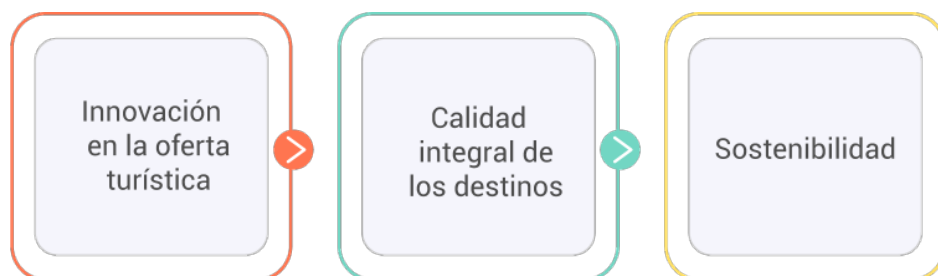 Innovación
en la oferta
turística
Calidad
integral de
los destinos
Sostenibilidad